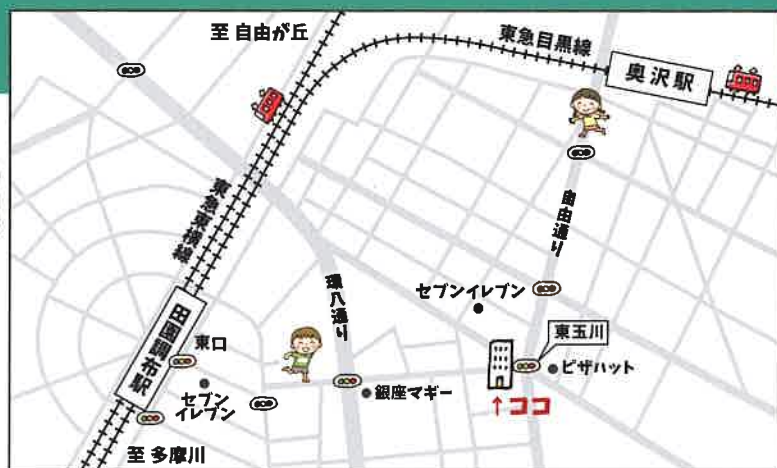 至 自由が丘
東急目黒線
奥沢駅
東急東横線
自由通り
環八通り
セブンイレブン
東玉川
田園調布駅
東口
ピザハット
セブン
イレブン
銀座マギー
↑ココ
至 多摩川